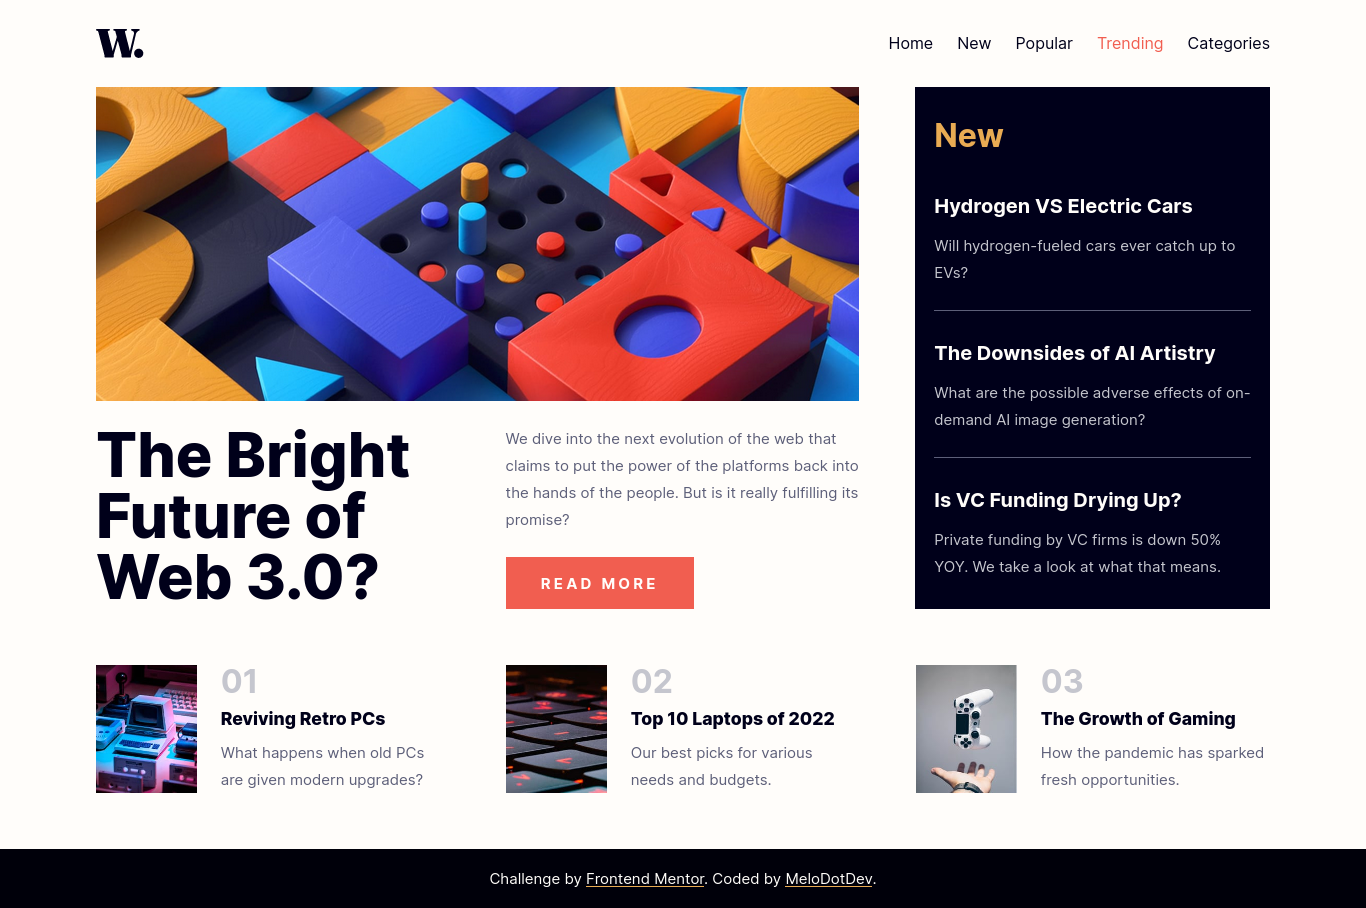 W.
Home New Popular Trending Categories
New
Hydrogen VS Electric Cars
Will hydrogen-fueled cars ever catch up to
EVs?
The Downsides of AI Artistry
What are the possible adverse effects of on-
demand AI image generation?
Is VC Funding Drying Up?
Private funding by VC firms is down 50%
YOY. We take a look at what that means.
The Bright
Future of
Web 3.0?
We dive into the next evolution of the web that
claims to put the power of the platforms back into
the hands of the people. But is it really fulfilling its
promise?
READ MORE
01
Reviving Retro PCs
What happens when old PCs
are given modern upgrades?
02
Top 10 Laptops of 2022
Our best picks for various
needs and budgets.
03
The Growth of Gaming
How the pandemic has sparked
fresh opportunities.
Challenge by Frontend Mentor. Coded by MeloDotDev.